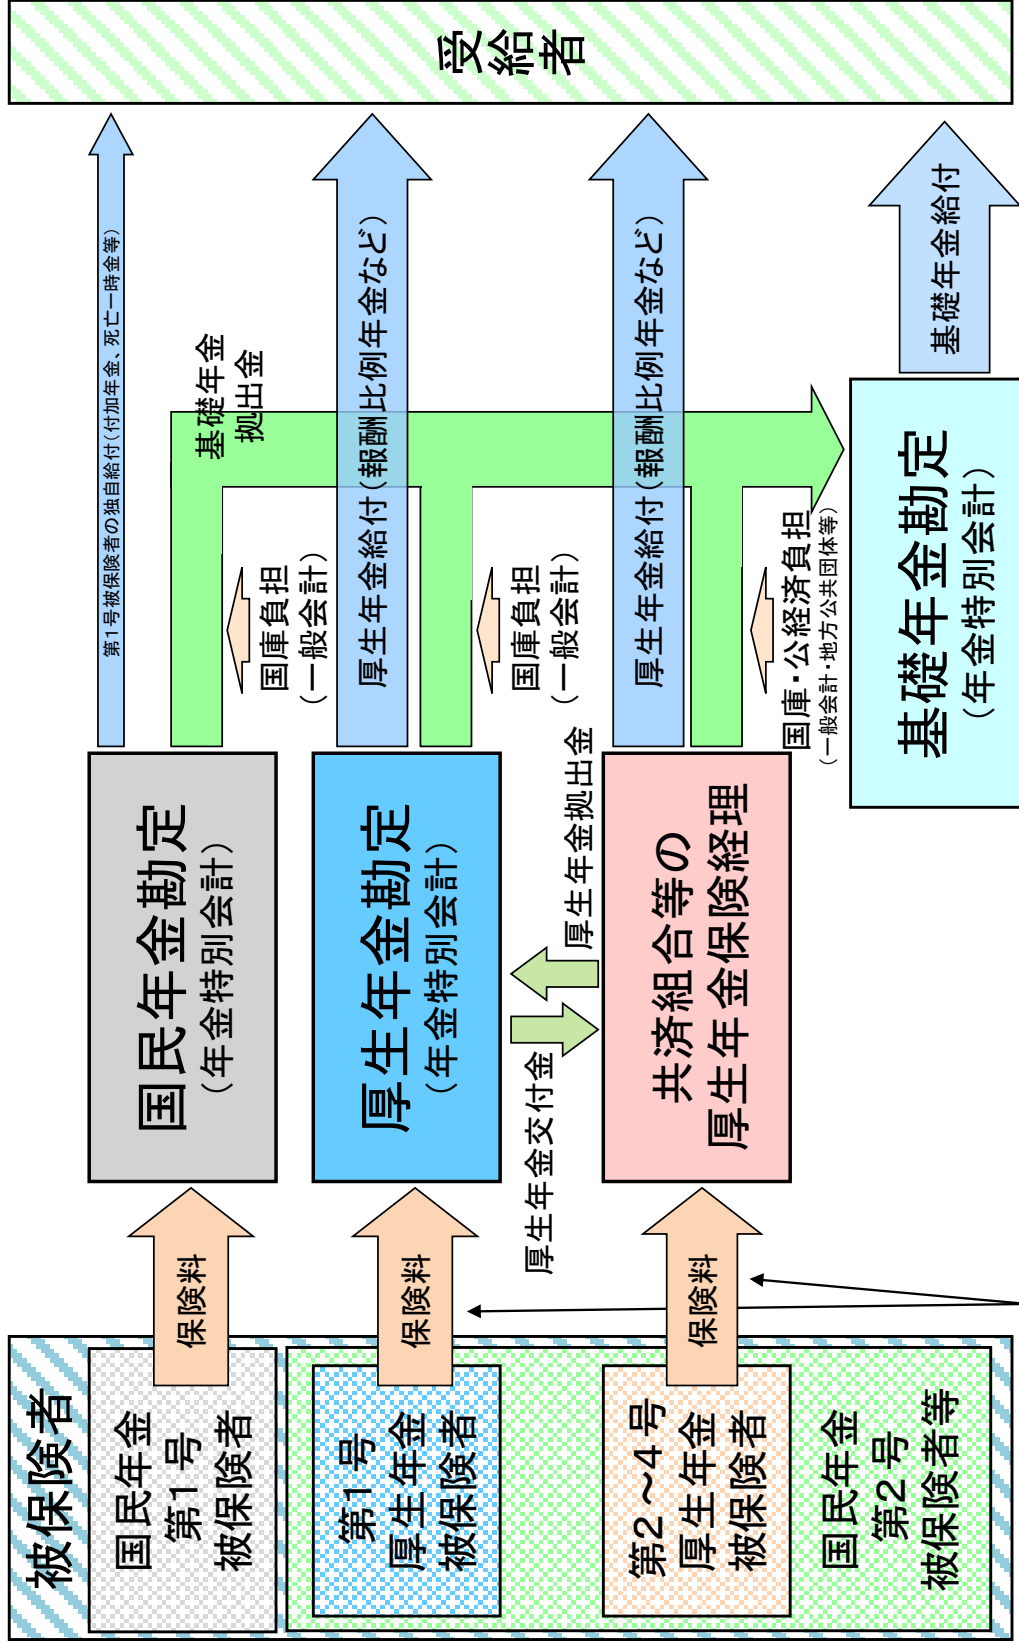 被保険者
国民年金
第1号
被保険者
第1号
厚生年金
被保険者
第2～4号
厚生年金
被保険者
国民年金
第2号
被保険者等
保険料
保険料
保険料
国民年金勘定
（年金特別会計）
厚生年金勘定
（年金特別会計）
厚生年金交付金
厚生年金拠出金
共済組合等の
厚生年金保険経理
第1号被保険者の独自給付（付加年金、死亡一時金等）
基礎年金
拠出金
国庫負担
（一般会計）
厚生年金給付（報酬比例年金など）
国庫負担
（一般会計）
厚生年金給付（報酬比例年金など）
国庫・公経済負担
（一般会計・地方公共団体等）
基礎年金勘定
（年金特別会計）
基礎年金給付
受給者